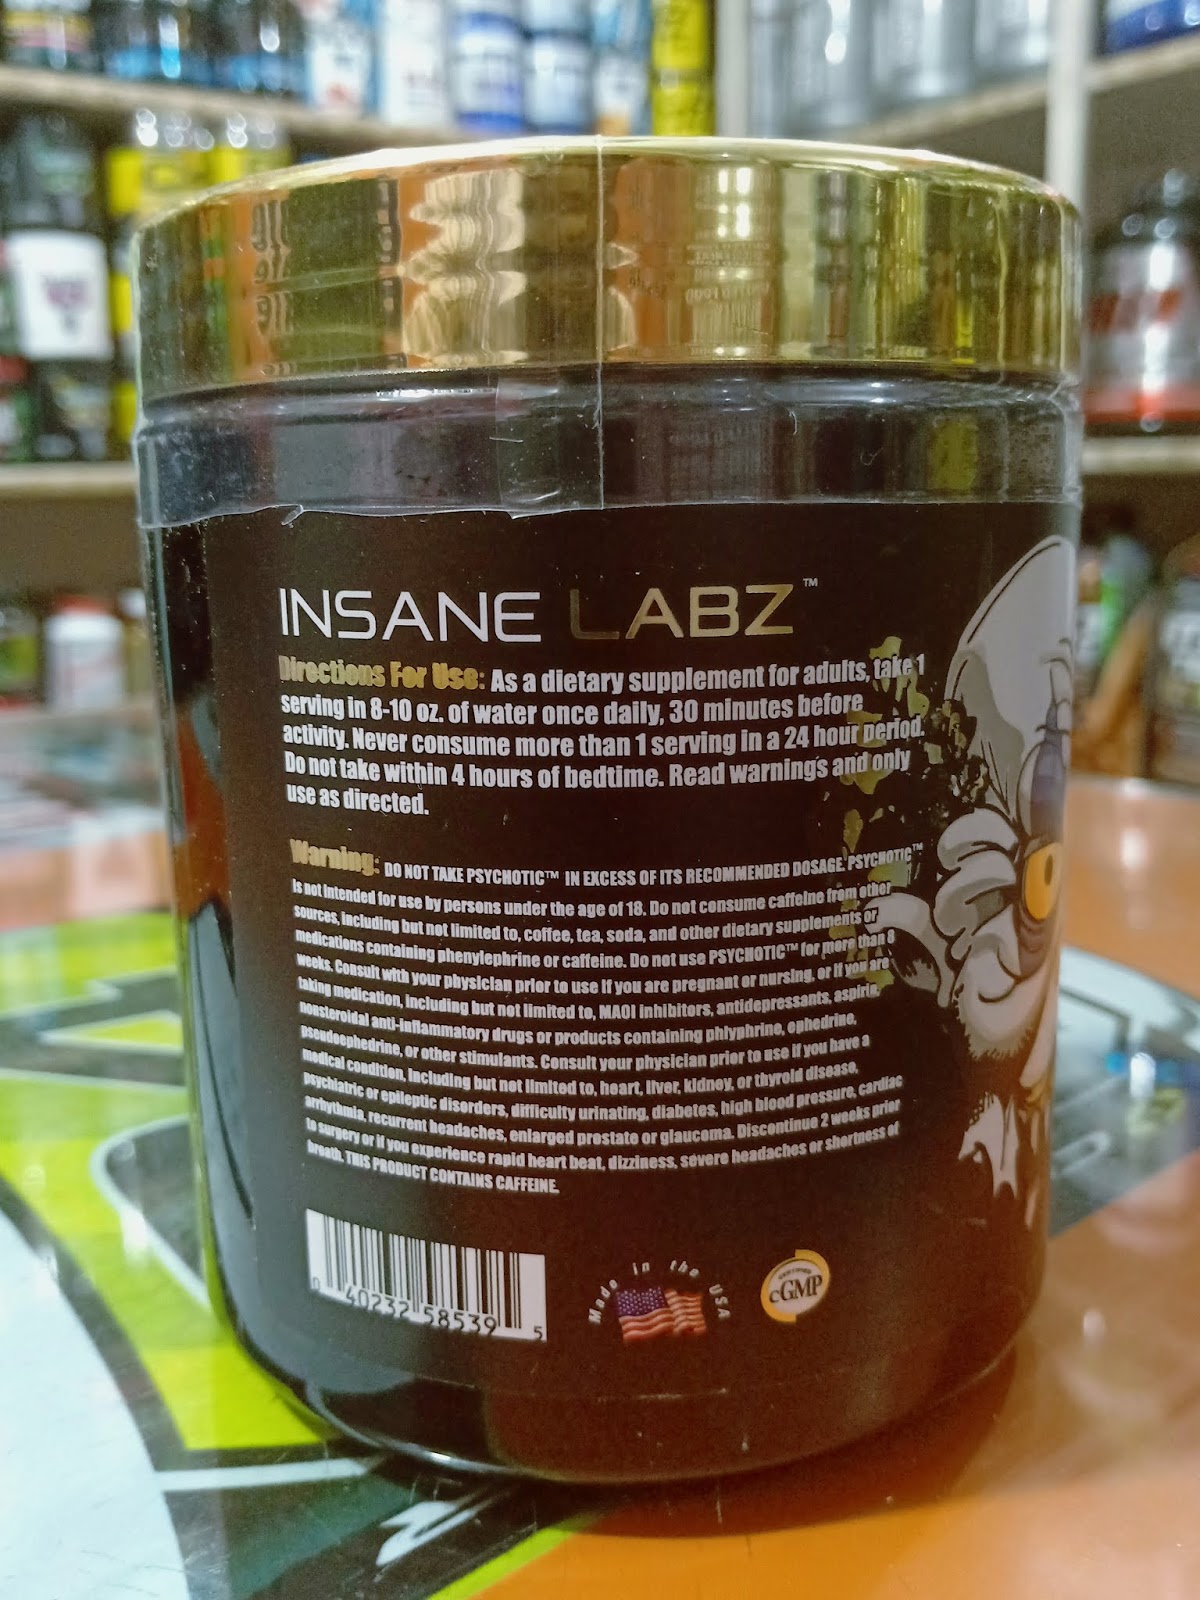 INSANE LABZ™
Directions For Use: As a dietary supplement for adults, take 1
serving in 8-10 oz. of water once daily, 30 minutes before
activity. Never consume more than 1 serving in a 24 hour period.
Do not take within 4 hours of bedtime. Read warnings and only
use as directed.
Warning: DO NOT TAKE PSYCHOTIC™ IN EXCESS OF ITS RECOMMENDED DOSAGE. PSYCHOTIC™
is not intended for use by persons under the age of 18. Do not consume caffeine from other
sources, including but not limited to, coffee, tea, soda, and other dietary supplements or
medications containing phenylephrine or caffeine. Do not use PSYCHOTIC™ for more than 8
weeks. Consult with your physician prior to use if you are pregnant or nursing, or if you are
taking medication, including but not limited to, MAOI inhibitors, antidepressants, aspirin,
nonsteroidal anti-inflammatory drugs or products containing phlyphrine, ephedrine,
pseudoephedrine, or other stimulants. Consult your physician prior to use if you have a
medical condition, including but not limited to, heart, liver, kidney, or thyroid disease,
psychiatric or epileptic disorders, difficulty urinating, diabetes, high blood pressure, cardiac
arrhythmia, recurrent headaches, enlarged prostate or glaucoma. Discontinue 2 weeks prior
to surgery or if you experience rapid heart beat, dizziness, severe headaches or shortness of
breath. THIS PRODUCT CONTAINS CAFFEINE.
0 40232 58539 5
Made in the USA
CERTIFIED
cGMP